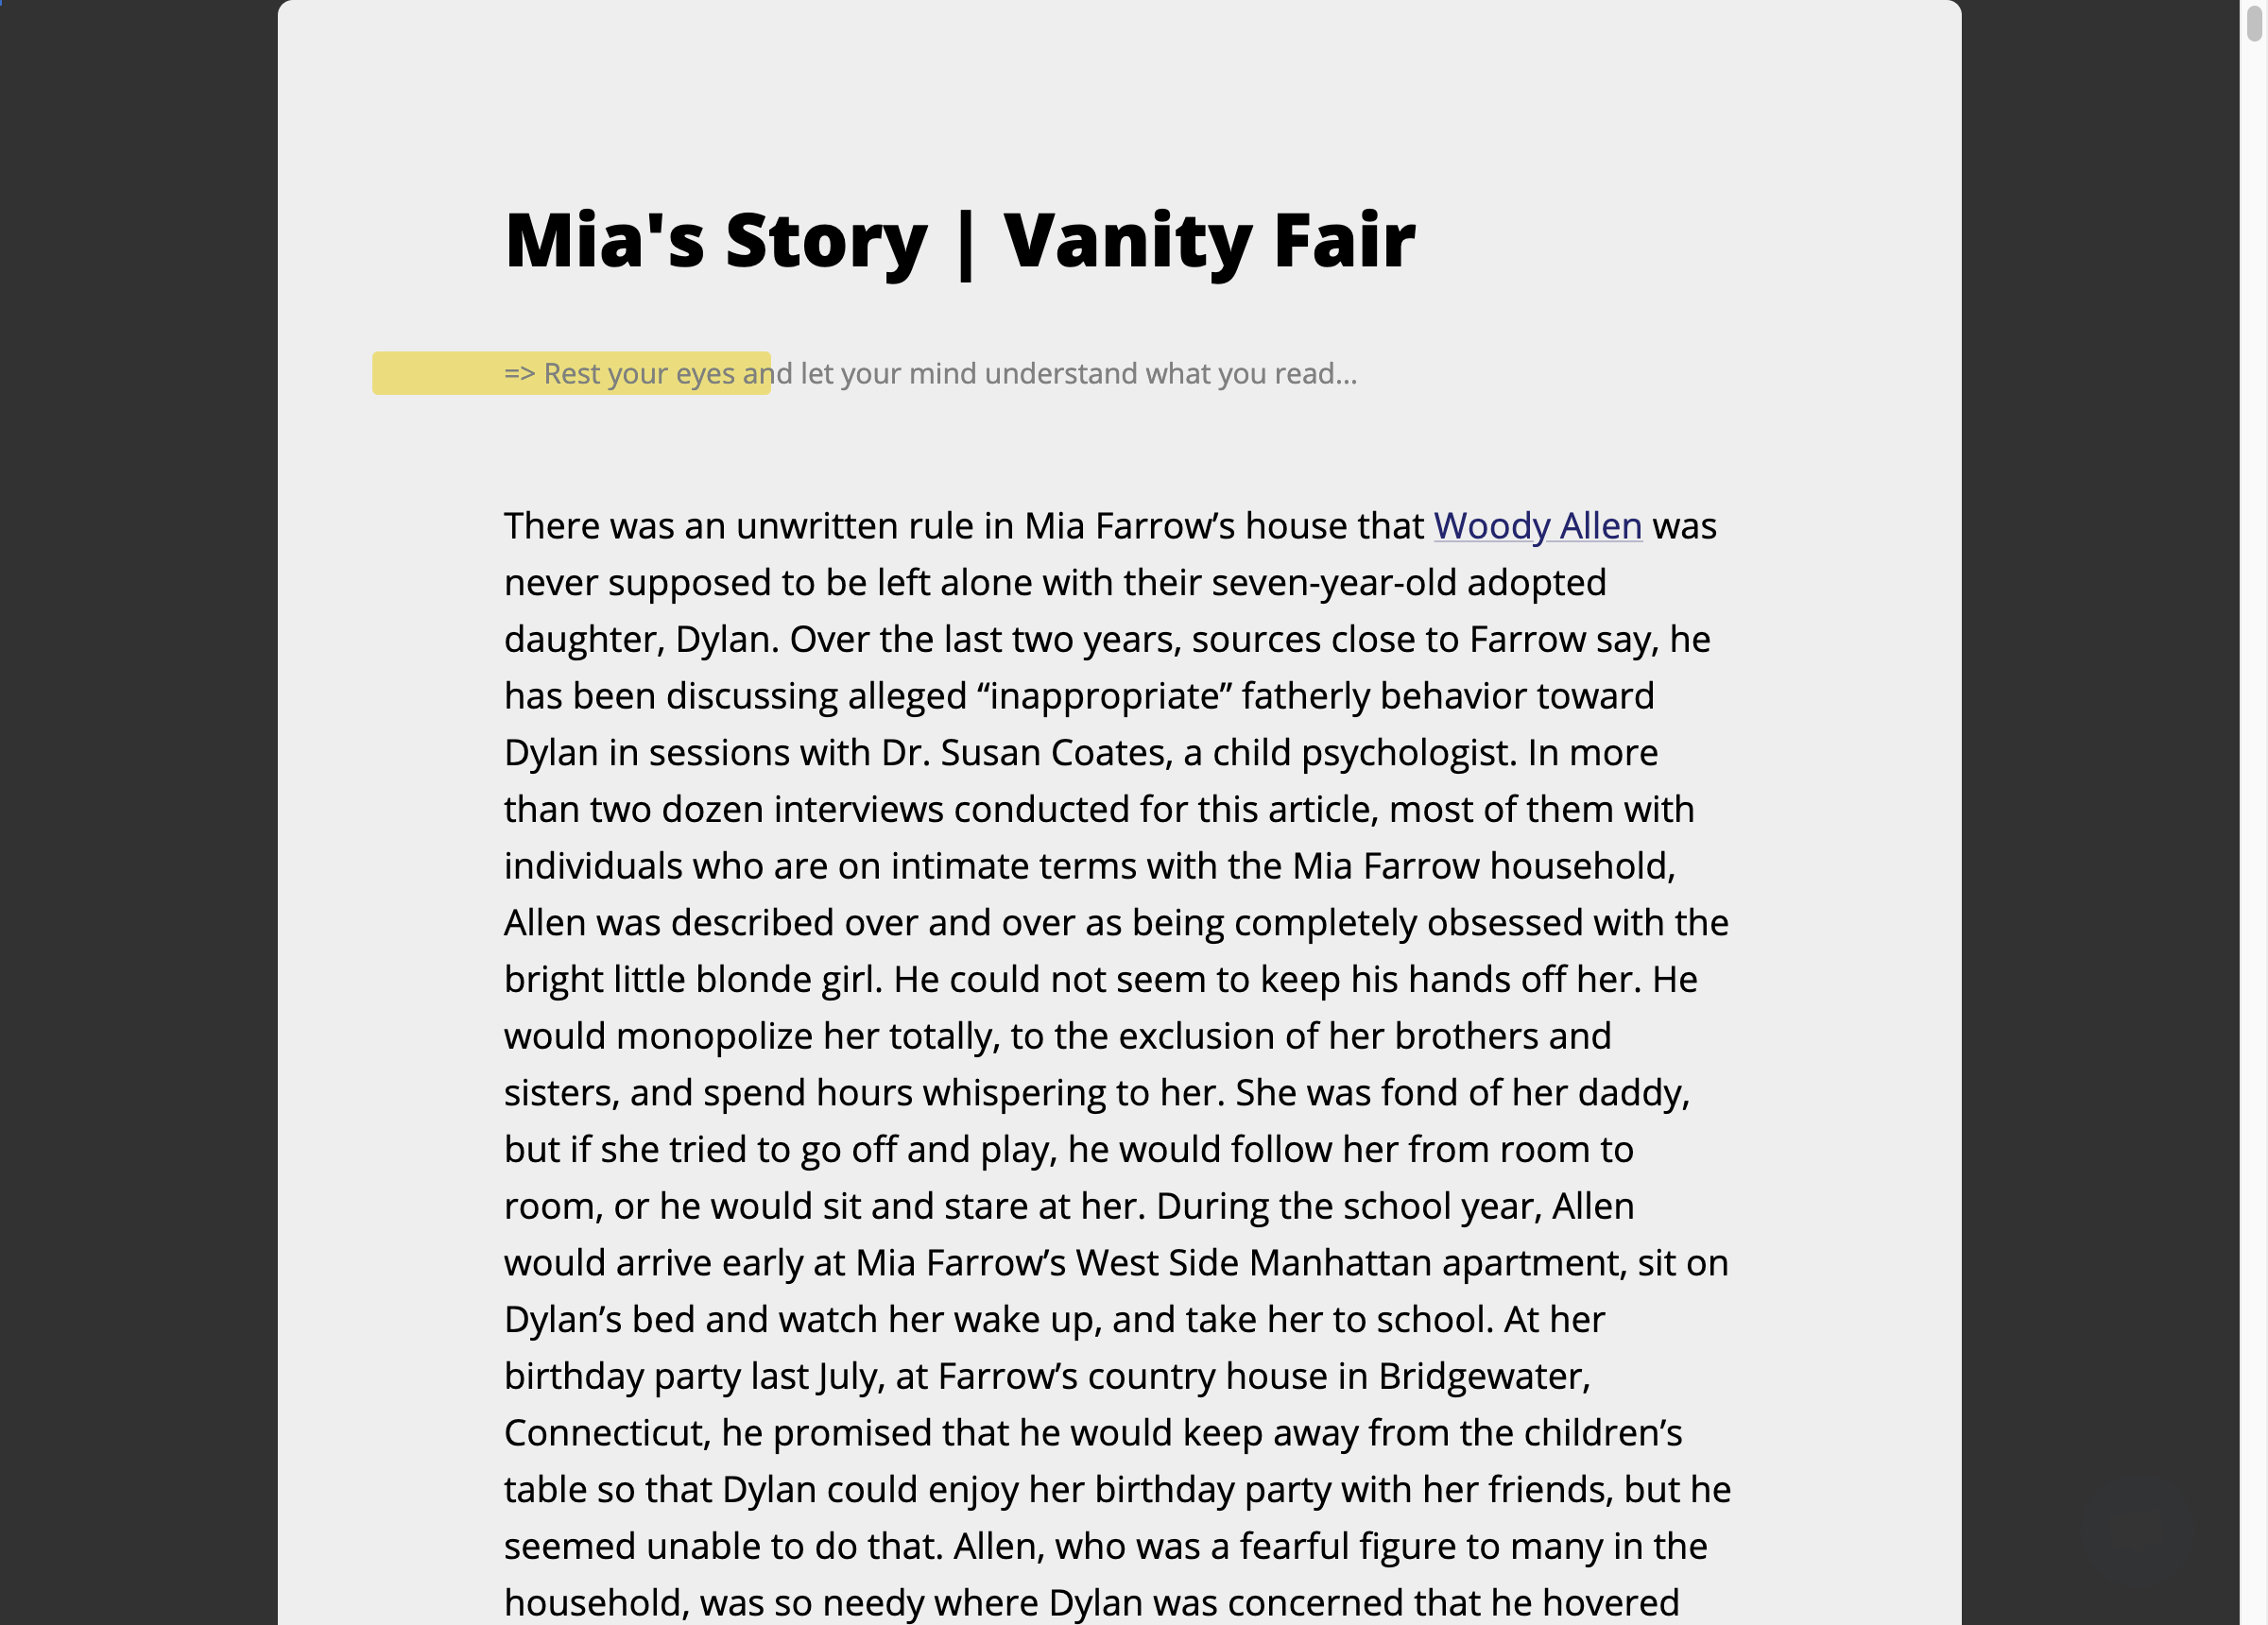 Mia's Story | Vanity Fair
=> Rest your eyes and let your mind understand what you read...
There was an unwritten rule in Mia Farrow’s house that Woody Allen was
never supposed to be left alone with their seven-year-old adopted
daughter, Dylan. Over the last two years, sources close to Farrow say, he
has been discussing alleged “inappropriate” fatherly behavior toward
Dylan in sessions with Dr. Susan Coates, a child psychologist. In more
than two dozen interviews conducted for this article, most of them with
individuals who are on intimate terms with the Mia Farrow household,
Allen was described over and over as being completely obsessed with the
bright little blonde girl. He could not seem to keep his hands off her. He
would monopolize her totally, to the exclusion of her brothers and
sisters, and spend hours whispering to her. She was fond of her daddy,
but if she tried to go off and play, he would follow her from room to
room, or he would sit and stare at her. During the school year, Allen
would arrive early at Mia Farrow’s West Side Manhattan apartment, sit on
Dylan’s bed and watch her wake up, and take her to school. At her
birthday party last July, at Farrow’s country house in Bridgewater,
Connecticut, he promised that he would keep away from the children’s
table so that Dylan could enjoy her birthday party with her friends, but he
seemed unable to do that. Allen, who was a fearful figure to many in the
household, was so needy where Dylan was concerned that he hovered